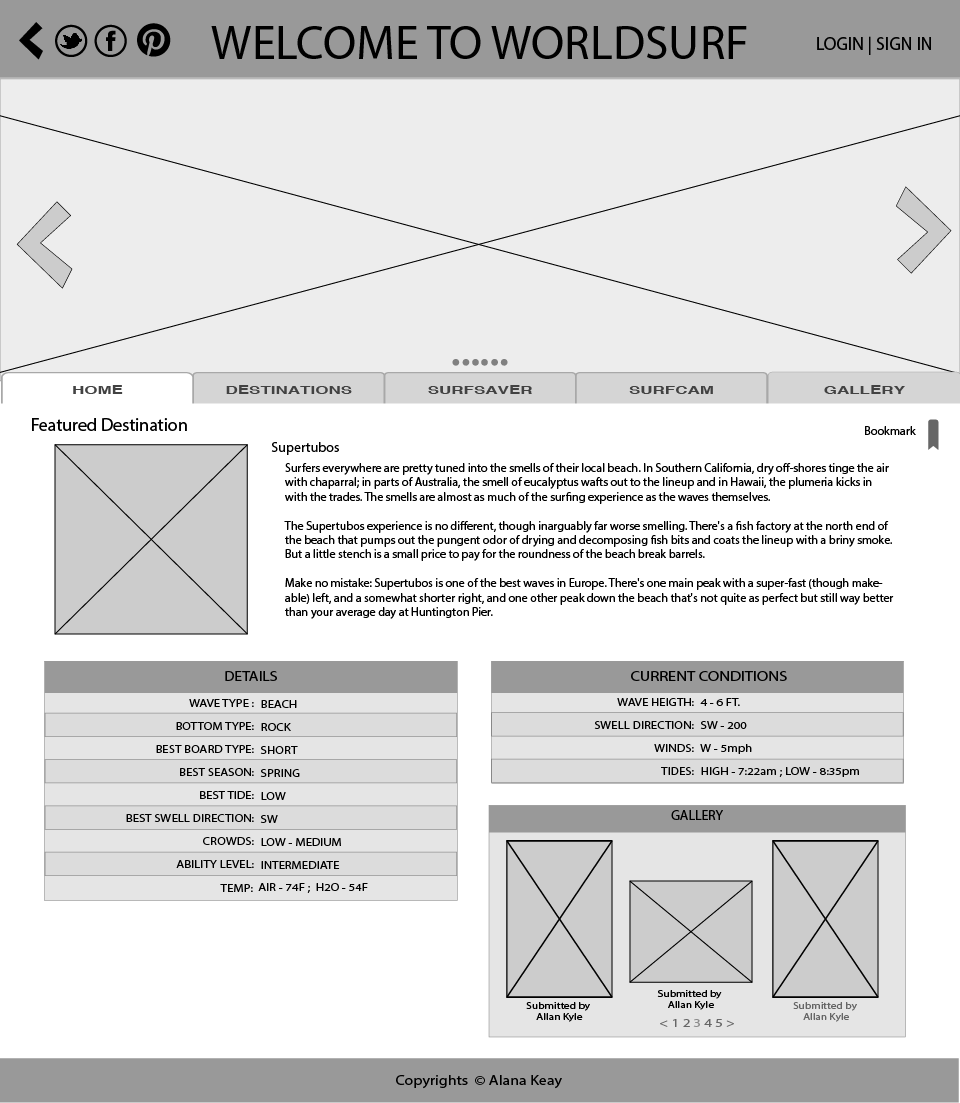 WELCOME TO WORLDSURF
LOGIN | SIGN IN
HOME
DESTINATIONS
SURFSAVER
SURFCAM
GALLERY
Featured Destination
Bookmark
Supertubos
Surfers everywhere are pretty tuned into the smells of their local beach. In Southern California, dry off-shores tinge the air
with chaparral; in parts of Australia, the smell of eucalyptus wafts out to the lineup and in Hawaii, the plumeria kicks in
with the trades. The smells are almost as much of the surfing experience as the waves themselves.
The Supertubos experience is no different, though inarguably far worse smelling. There's a fish factory at the north end of
the beach that pumps out the pungent odor of drying and decomposing fish bits and coats the lineup with a briny smoke.
But a little stench is a small price to pay for the roundness of the beach break barrels.
Make no mistake: Supertubos is one of the best waves in Europe. There's one main peak with a super-fast (though make-
able) left, and a somewhat shorter right, and one other peak down the beach that's not quite as perfect but still way better
than your average day at Huntington Pier.
DETAILS
WAVE TYPE : BEACH
BOTTOM TYPE: ROCK
BEST BOARD TYPE: SHORT
BEST SEASON: SPRING
BEST TIDE: LOW
BEST SWELL DIRECTION: SW
CROWDS: LOW - MEDIUM
ABILITY LEVEL: INTERMEDIATE
TEMP: AIR - 74F ; H2O - 54F
CURRENT CONDITIONS
WAVE HEIGTH: 4 - 6 FT.
SWELL DIRECTION: SW - 200
WINDS: W - 5mph
TIDES: HIGH - 7:22am ; LOW - 8:35pm
GALLERY
Submitted by
Allan Kyle
Submitted by
Allan Kyle
Submitted by
Allan Kyle
< 1 2 3 4 5 >
Copyrights © Alana Keay